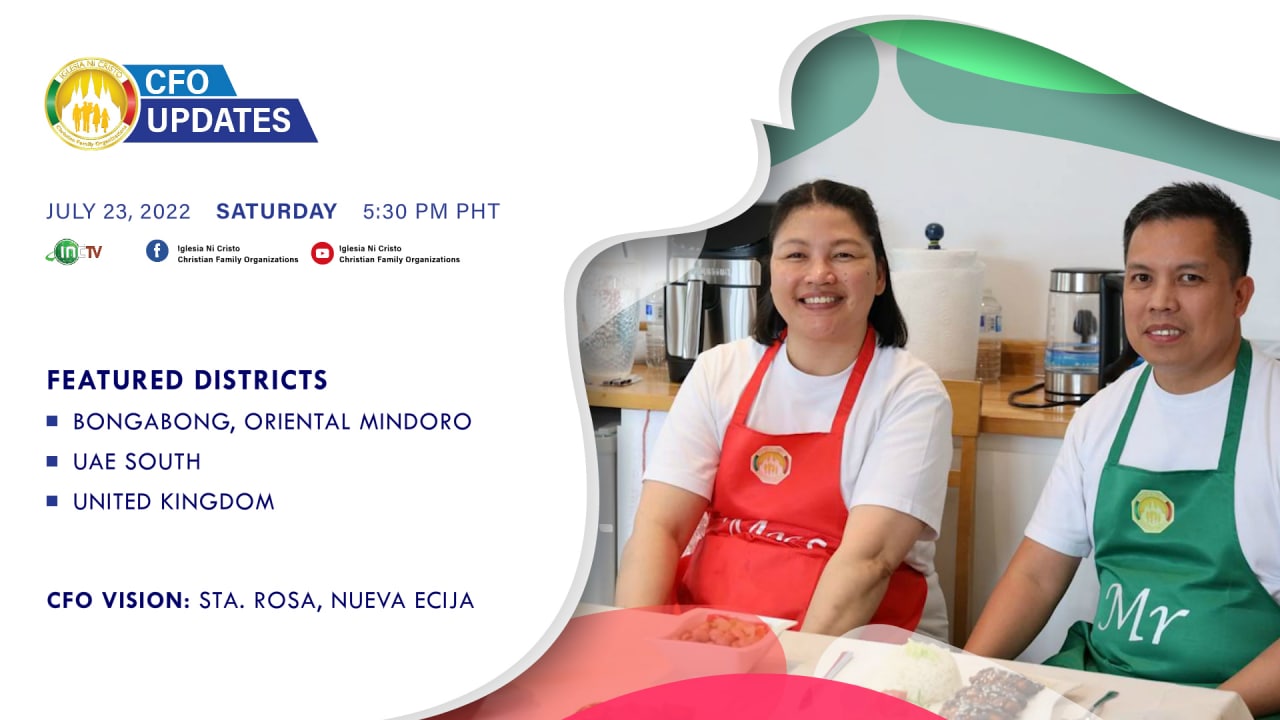 IGLESIA NI CRISTO
Christian Family Organizations
CFO
UPDATES
JULY 23, 2022 SATURDAY 5:30 PM PHT
INCTV
Iglesia Ni Cristo
Christian Family Organizations
Iglesia Ni Cristo
Christian Family Organizations
FEATURED DISTRICTS
BONGABONG, ORIENTAL MINDORO
UAE SOUTH
UNITED KINGDOM
CFO VISION: STA. ROSA, NUEVA ECIJA
Mr